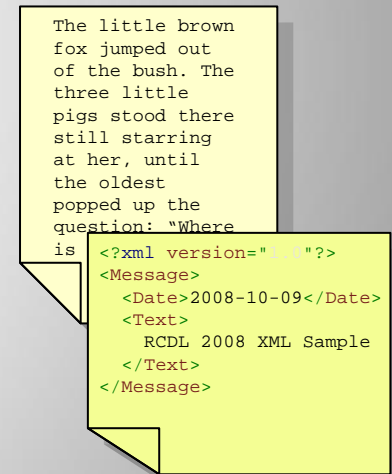 The little brown
fox jumped out
of the bush. The
three little
pigs stood there
still starring
at her, until
the oldest
popped up the
question: “Where
is
<?xml version="1.0"?>
<Message>
<Date>2008-10-09</Date>
<Text>
RCDL 2008 XML Sample
</Text>
</Message>